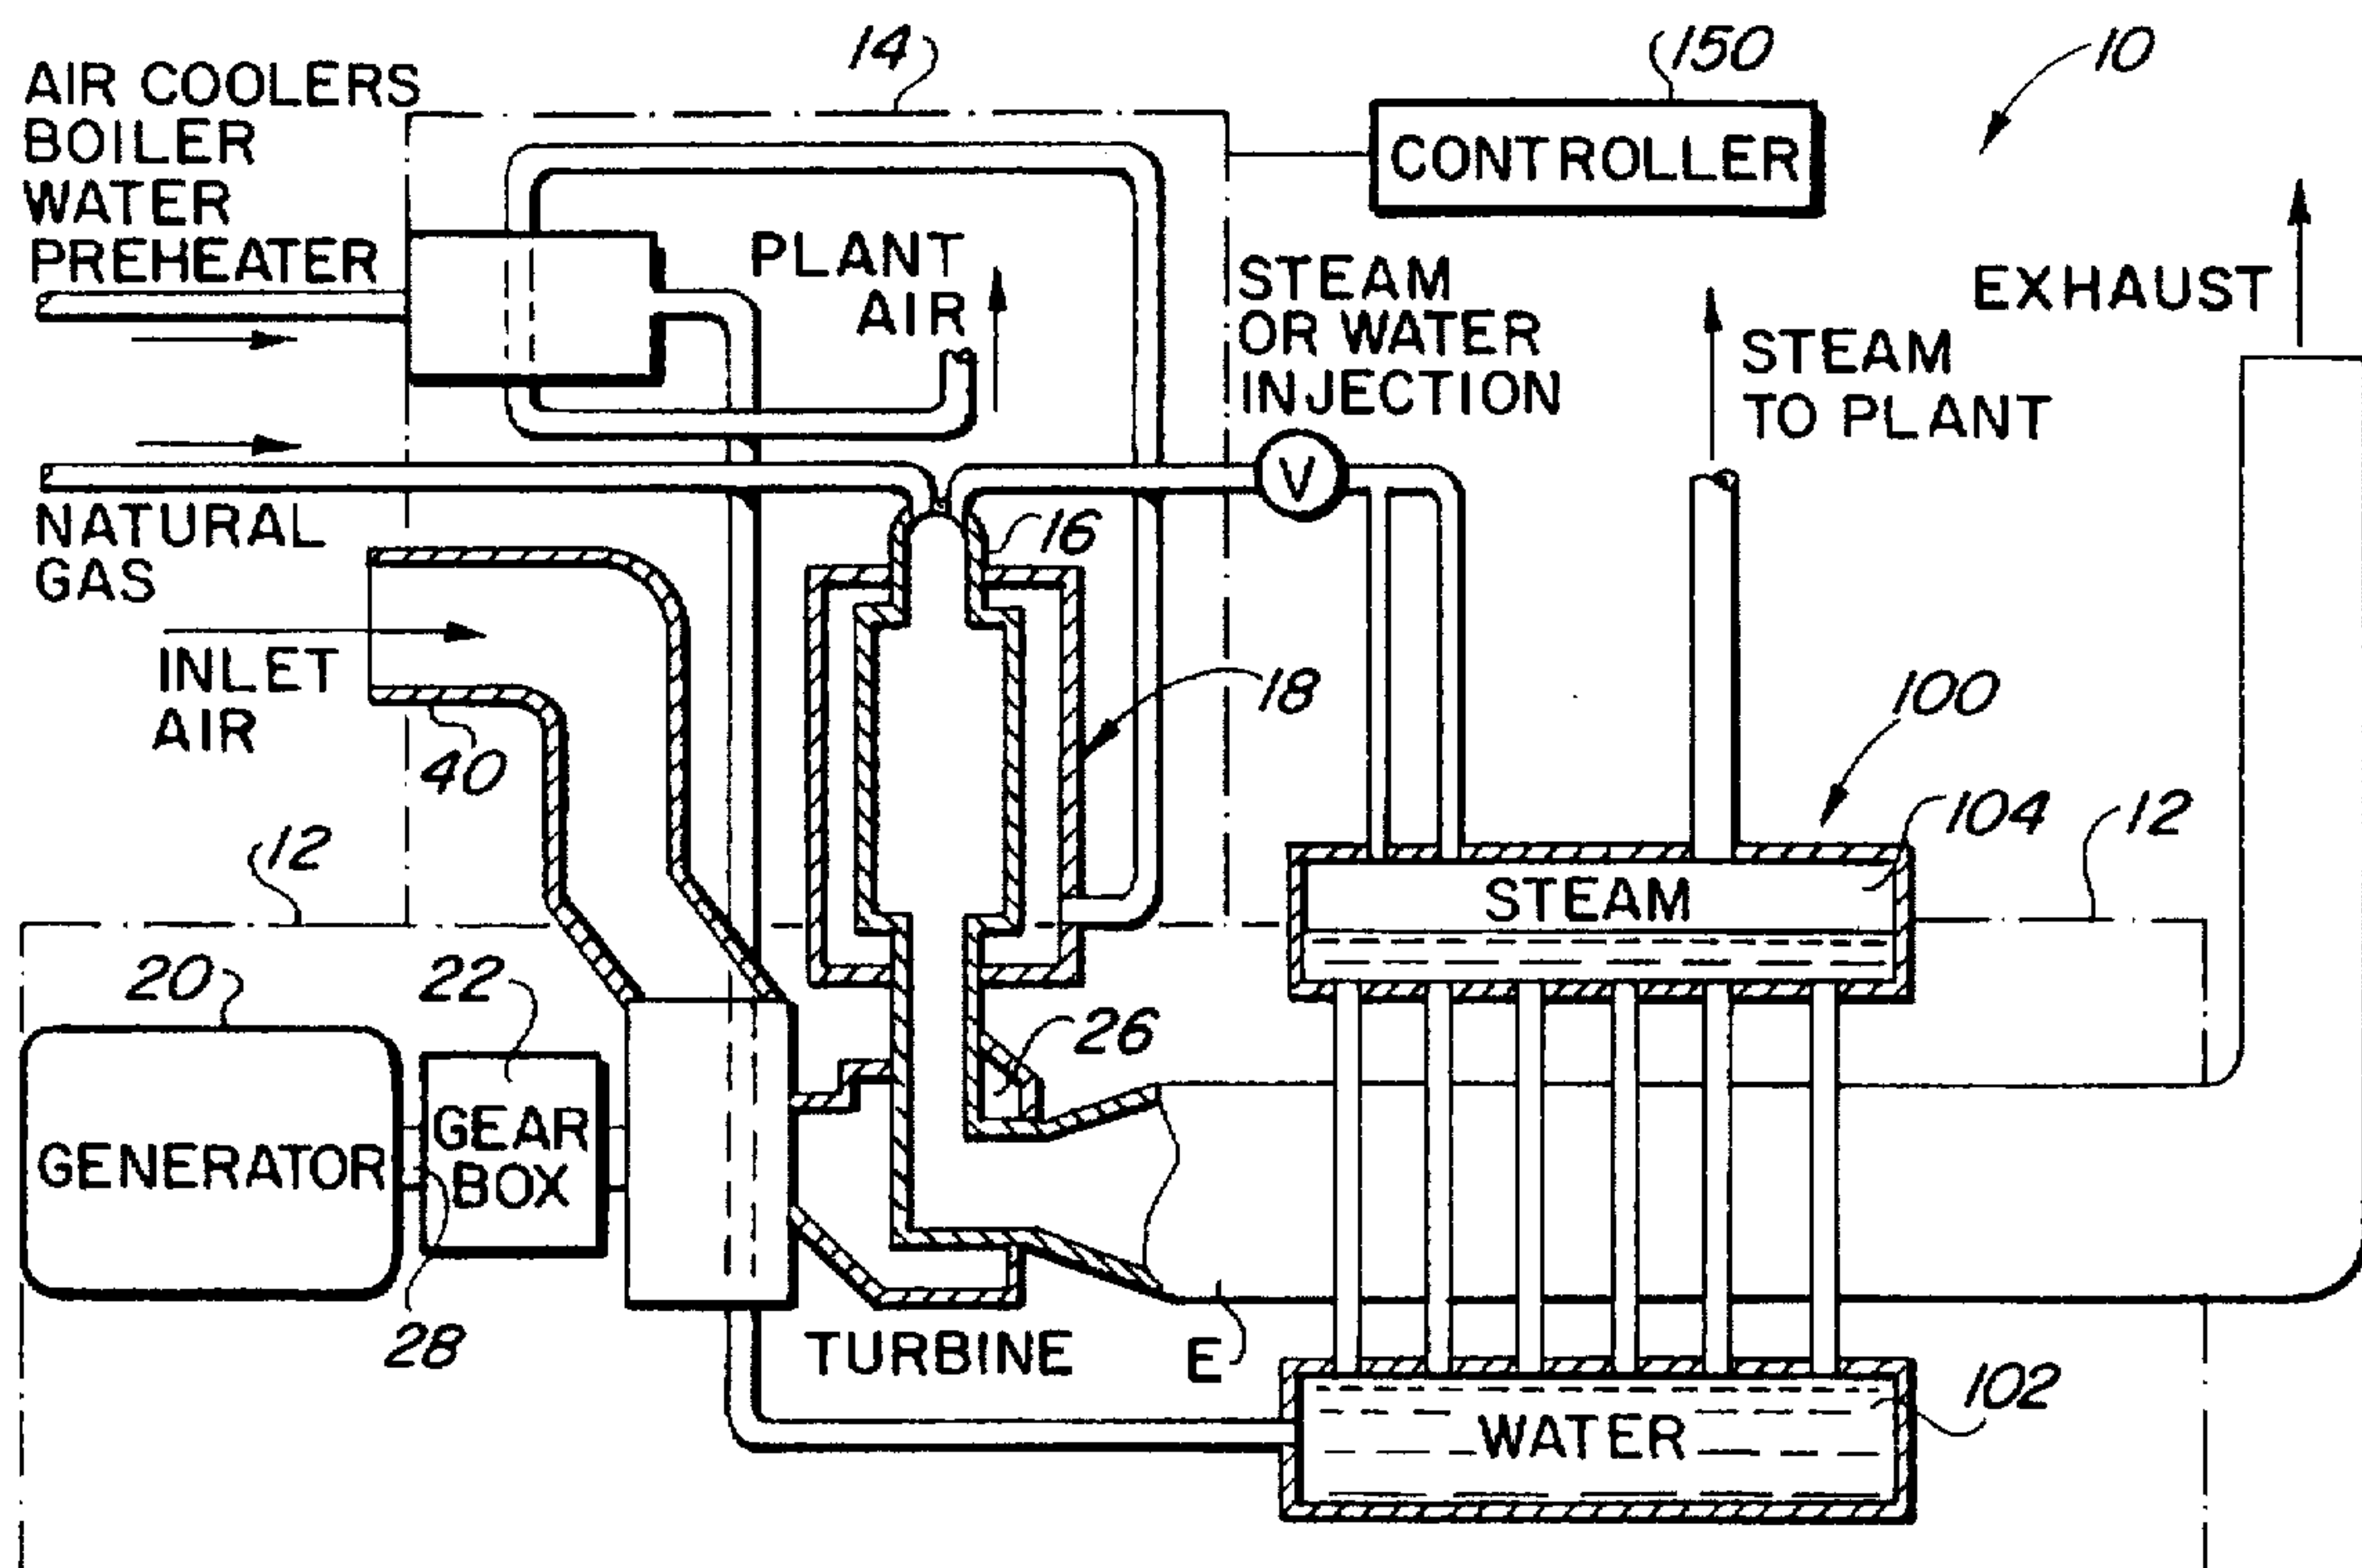 14
150
10
AIR COOLERS
BOILER
WATER
PREHEATER
CONTROLLER
PLANT
AIR
STEAM
OR WATER
INJECTION
EXHAUST
STEAM
TO PLANT
V
NATURAL
GAS
16
INLET
AIR
40
18
100
104
12
12
STEAM
20
22
26
GENERATOR
GEAR
BOX
28
TURBINE
E
102
WATER